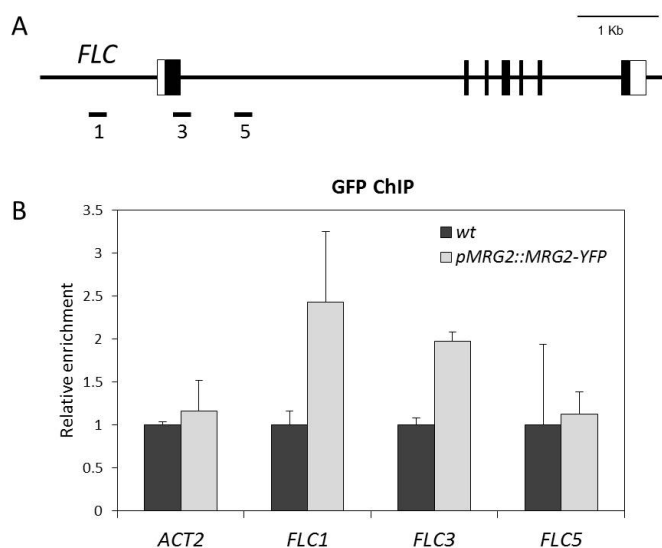 A
1 Kb
FLC
1 3 5
GFP ChIP
B
3.5
3
2.5
2
1.5
1
0.5
0
Relative enrichment
wt
pMRG2::MRG2-YFP
ACT2 FLC1 FLC3 FLC5